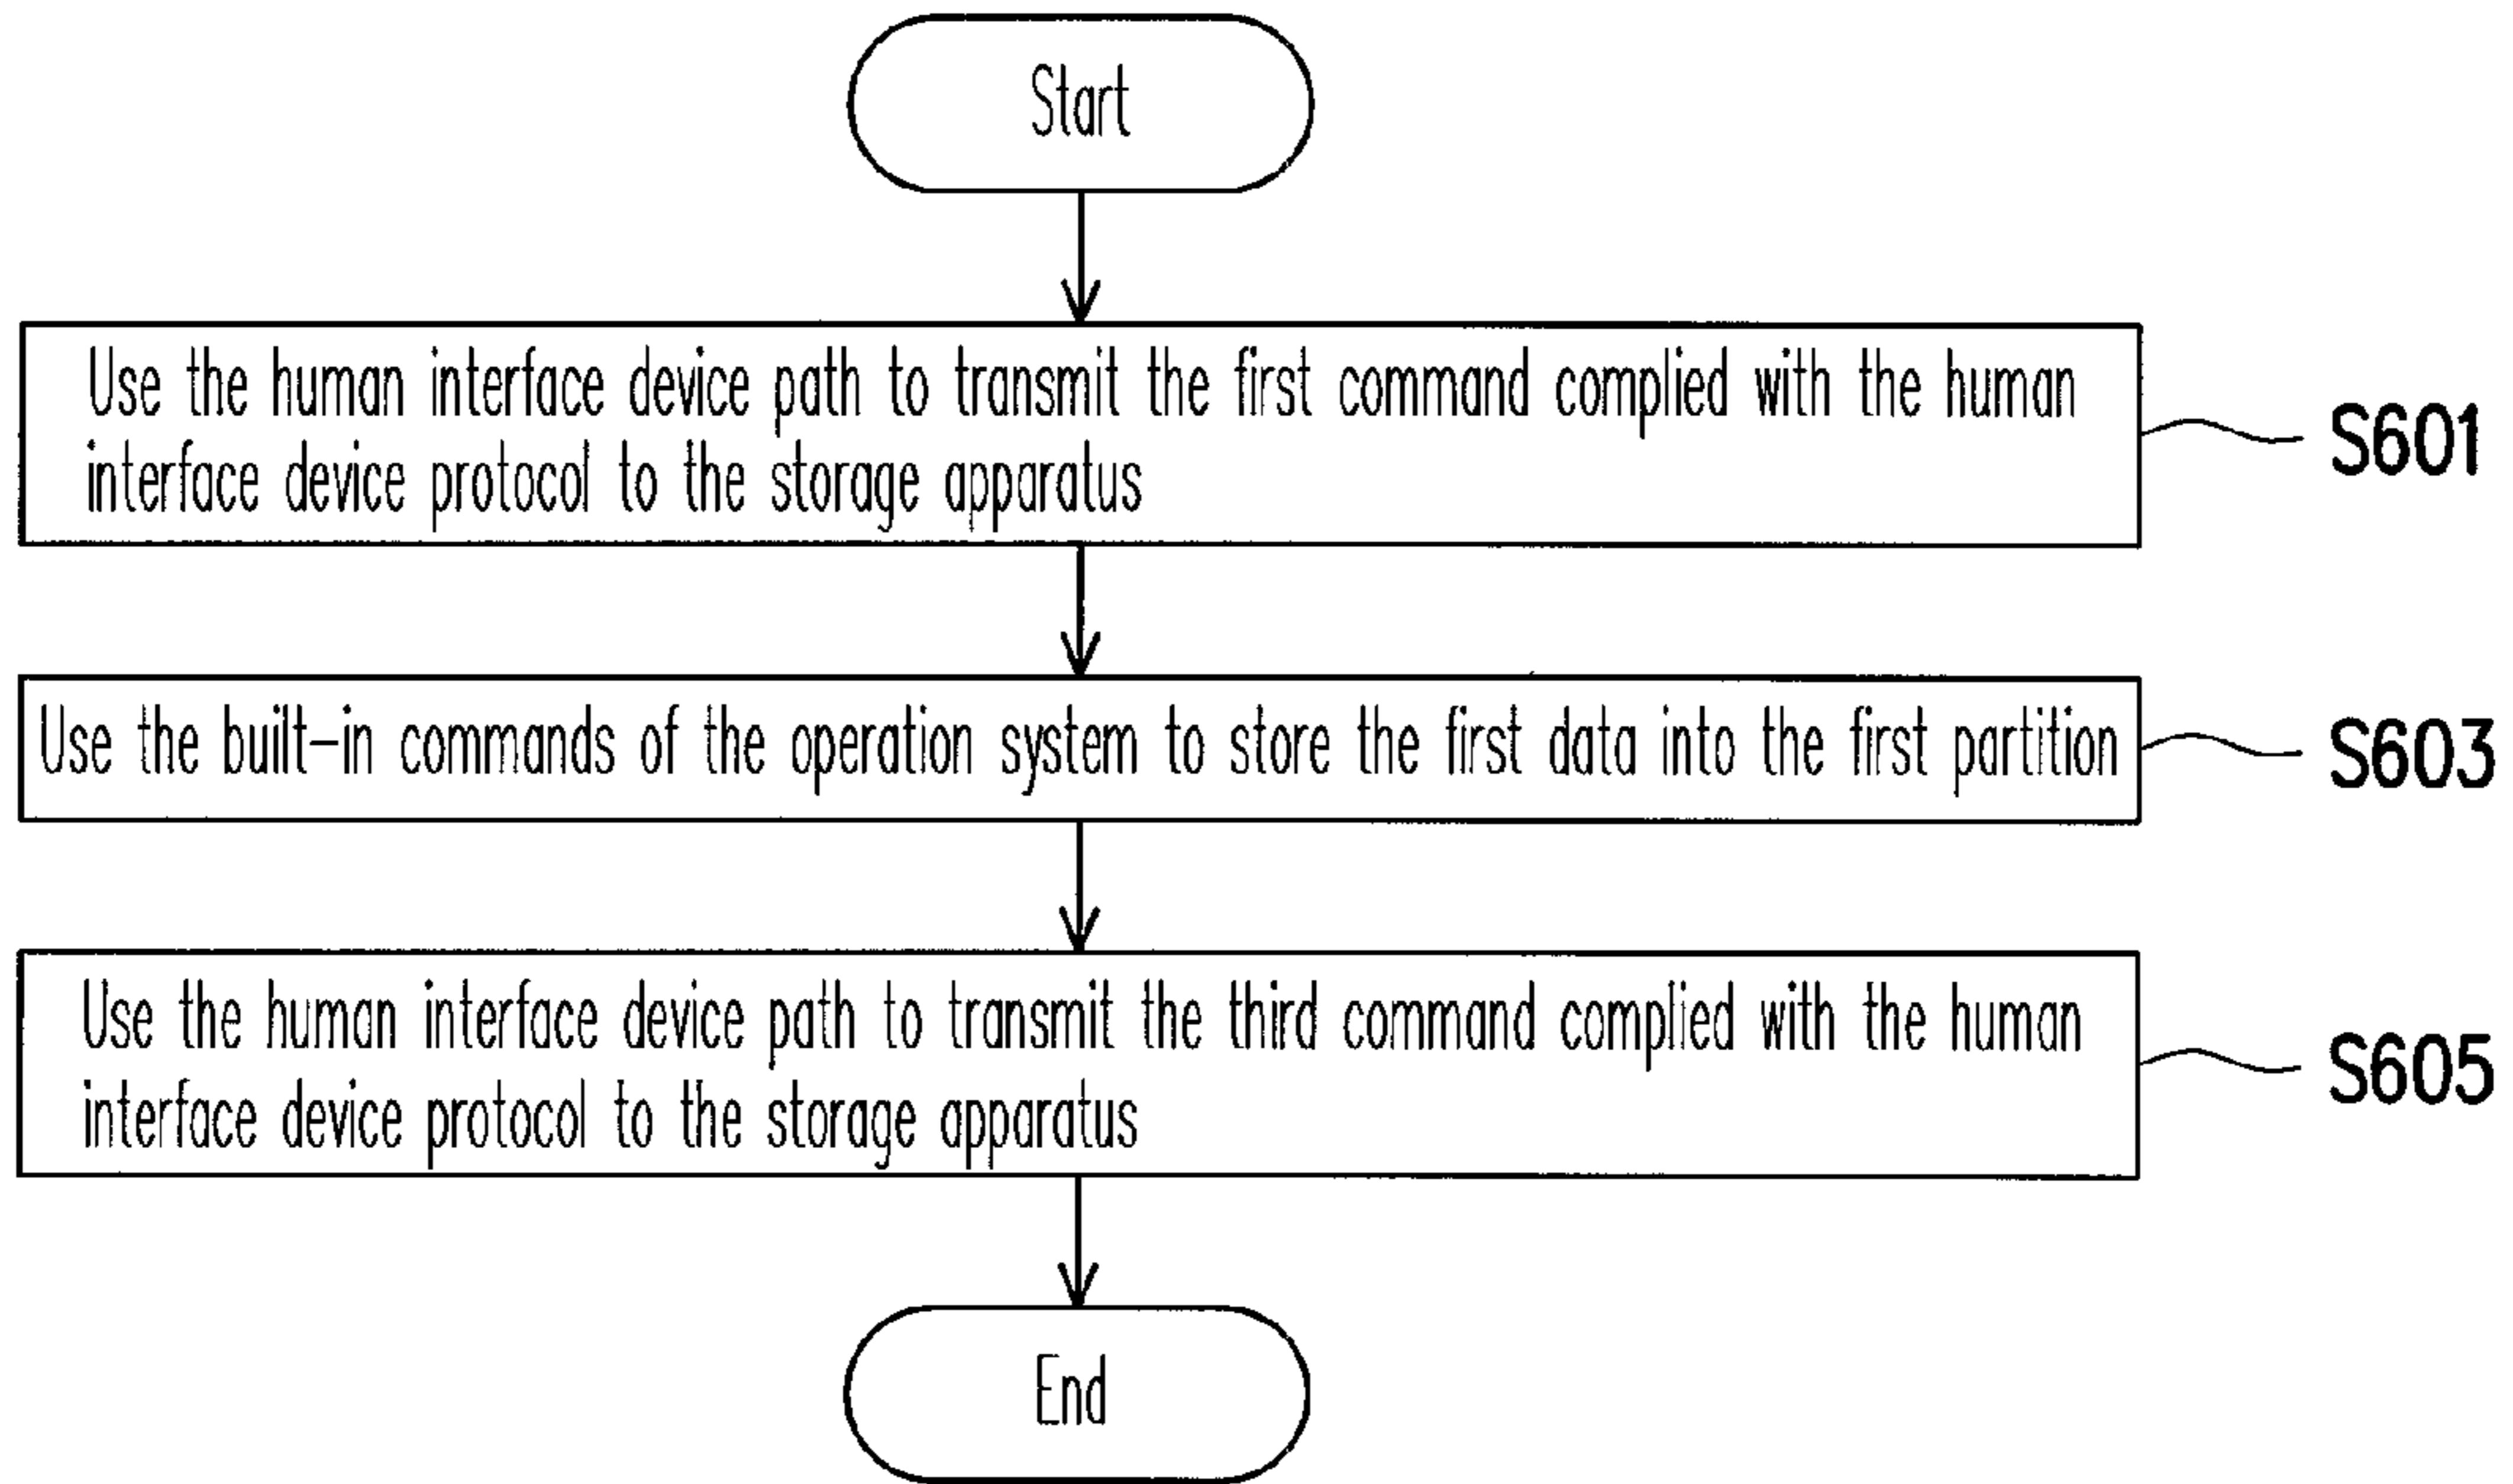 Start
Use the human interface device path to transmit the first command complied with the human
interface device protocol to the storage apparatus
S601
Use the built-in commands of the operation system to store the first data into the first partition
S603
Use the human interface device path to transmit the third command complied with the human
interface device protocol to the storage apparatus
S605
End